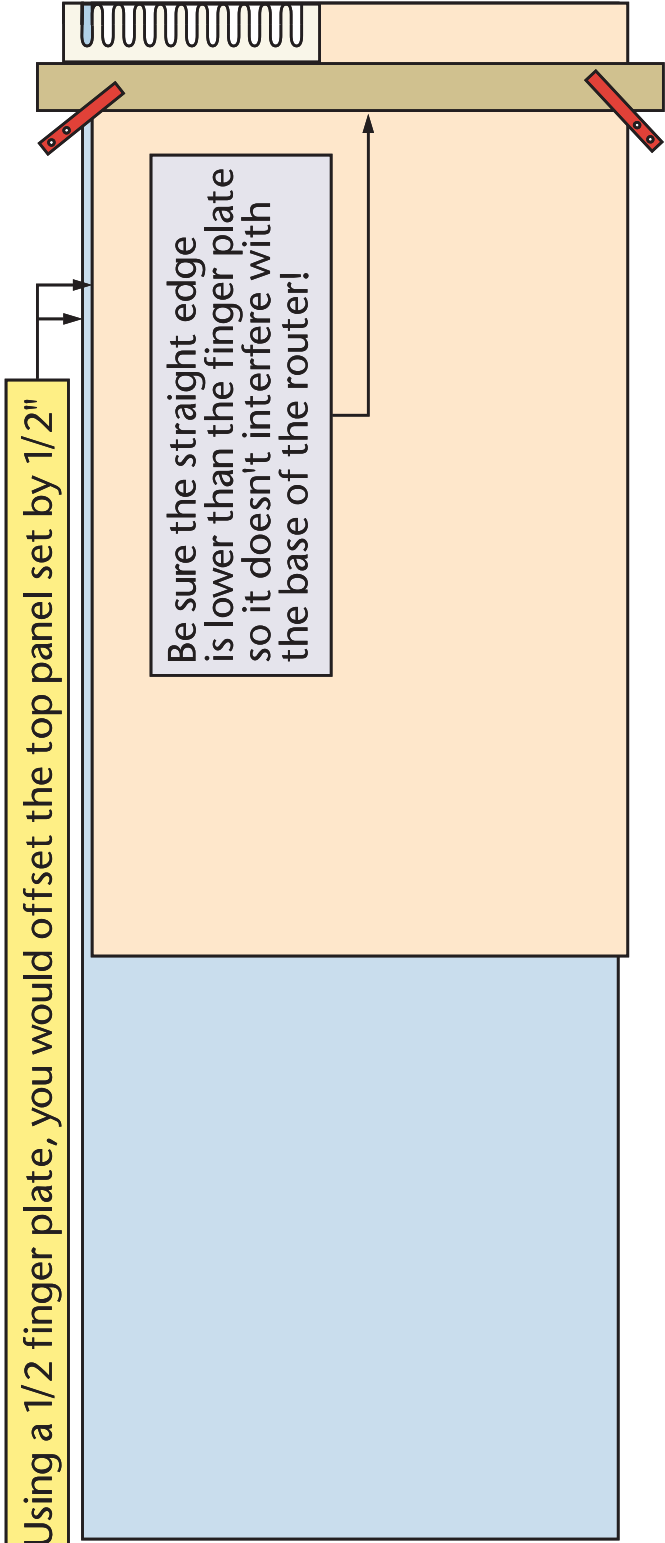 Using a 1/2 finger plate, you would offset the top panel set by 1/2"
Be sure the straight edge
is lower than the finger plate
so it doesn't interfere with
the base of the router!